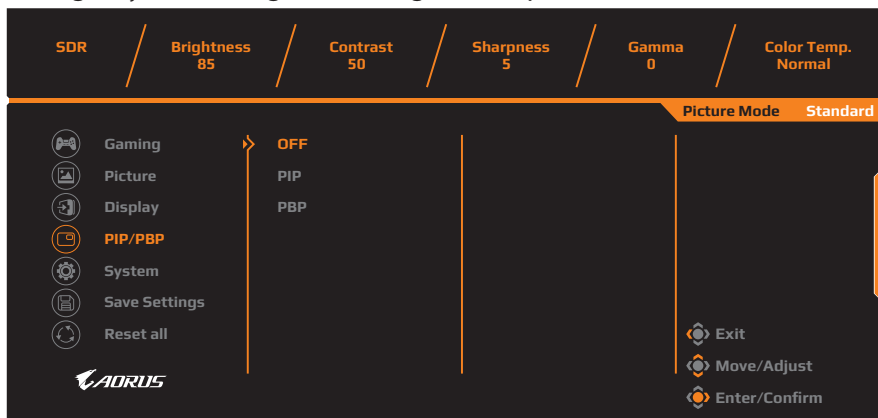 SDR
Brightness
85
Contrast
50
Sharpness
5
Gamma
0
Color Temp.
Normal
Picture Mode Standard
Gaming OFF
Picture PIP
Display PBP
PIP/PBP
System
Save Settings
Reset all
Exit
Move/Adjust
Enter/Confirm
AORUS